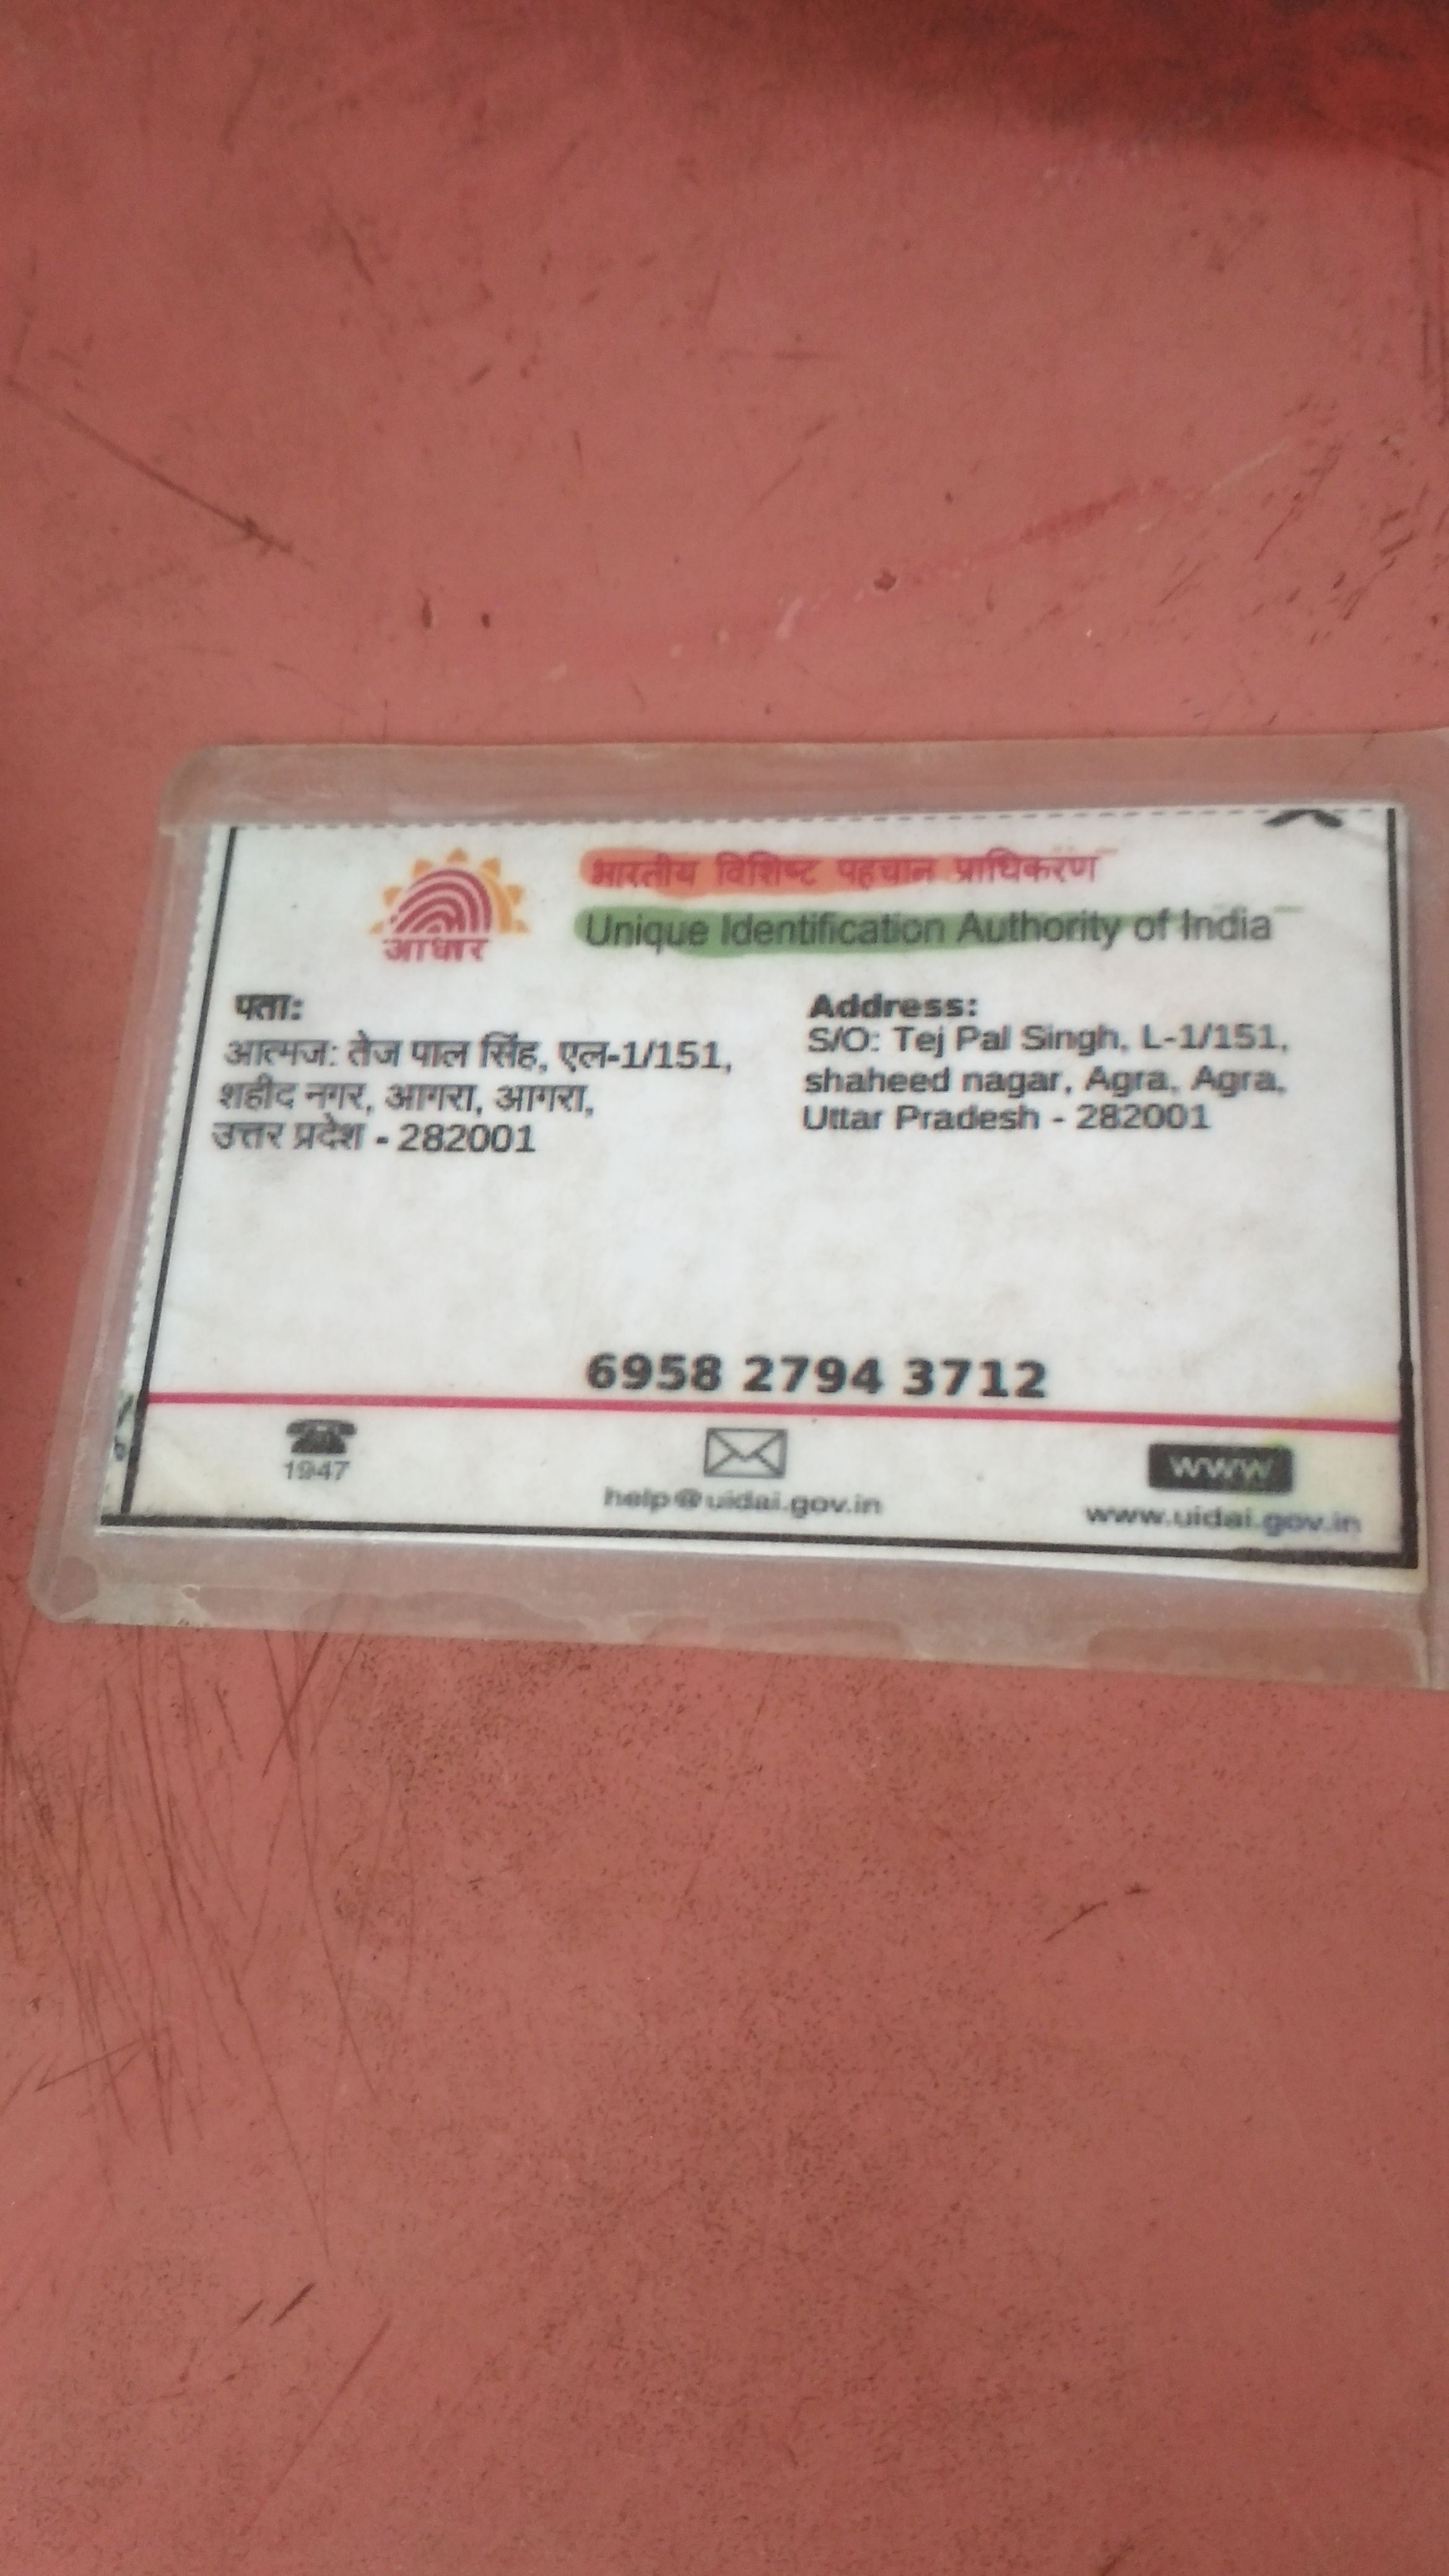 आधार
भारतीय विशिष्ट पहचान प्राधिकरण
Unique Identification Authority of India
पता:
आत्मज: तेज पाल सिंह, एल-1/151,
शहीद नगर, आगरा, आगरा,
उत्तर प्रदेश - 282001
Address:
S/O: Tej Pal Singh, L-1/151,
shaheed nagar, Agra, Agra,
Uttar Pradesh - 282001
6958 2794 3712
1947
help@uidai.gov.in
www
www.uidai.gov.in